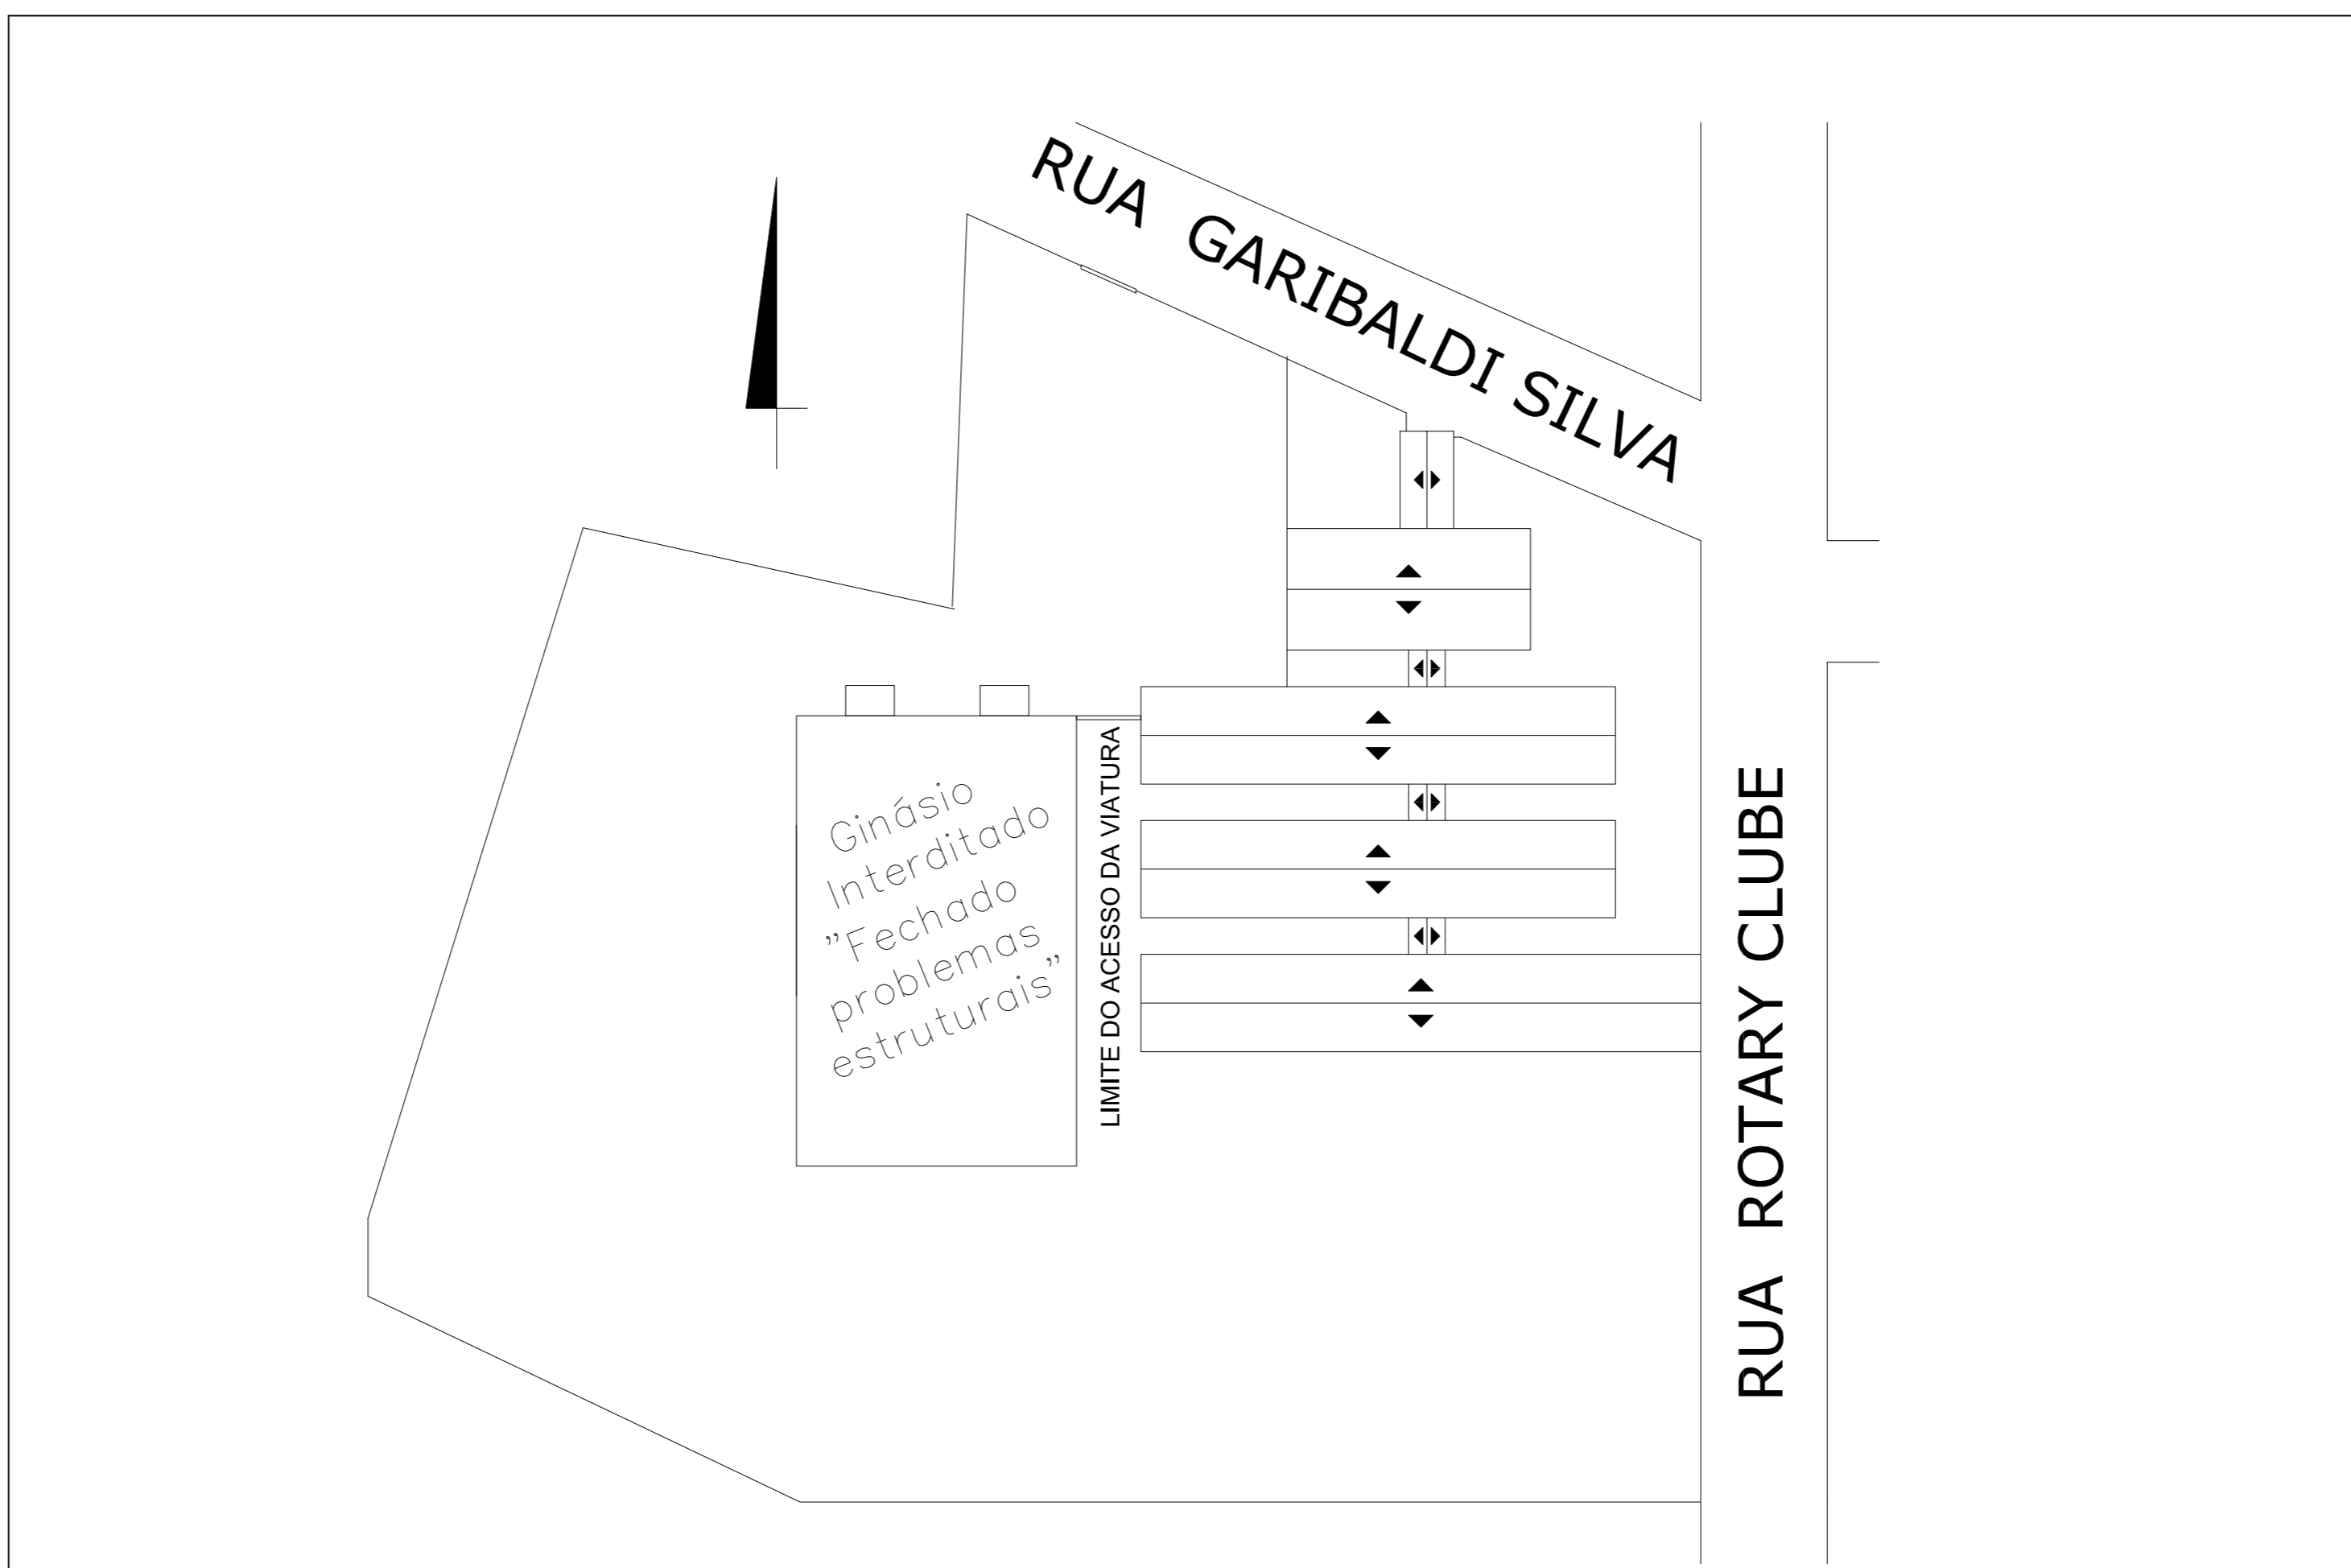 RUA GARIBALDI SILVA
Ginásio
Interditado
"Fechado
problemas
estruturais"
LIMITE DO ACESSO DA VIATURA
RUA ROTARY CLUBE